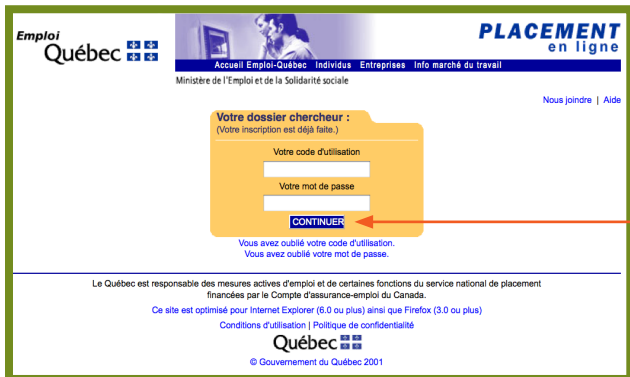 Emploi
Québec
PLACEMENT
en ligne
Accueil Emploi-Québec Individus Entreprises Info marché du travail
Ministère de l'Emploi et de la Solidarité sociale
Nous joindre | Aide
Votre dossier chercheur :
(Votre inscription est déjà faite.)
Votre code d'utilisation
Votre mot de passe
CONTINUER
Vous avez oublié votre code d'utilisation.
Vous avez oublié votre mot de passe.
Le Québec est responsable des mesures actives d'emploi et de certaines fonctions du service national de placement
financées par le Compte d'assurance-emploi du Canada.
Ce site est optimisé pour Internet Explorer (6.0 ou plus) ainsi que Firefox (3.0 ou plus)
Conditions d'utilisation | Politique de confidentialité
Québec
© Gouvernement du Québec 2001